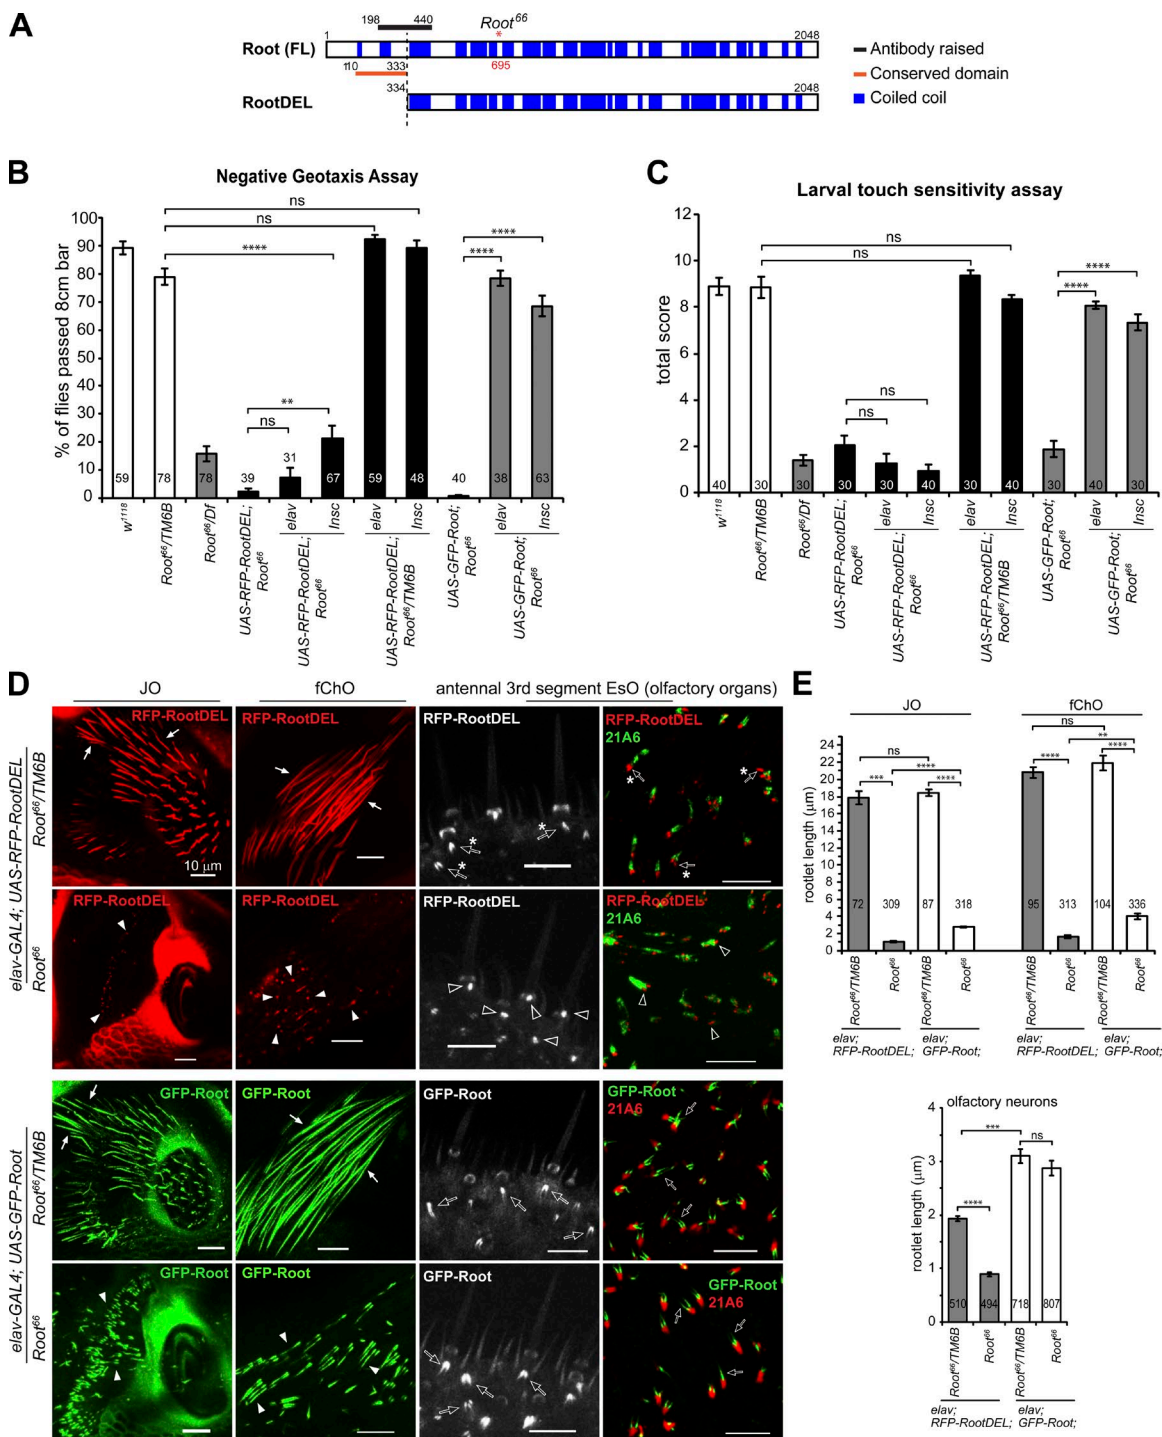 A
198 440 Root⁶⁶
1 * 2048
Root (FL)
110 333 695
334 2048
RootDEL
Antibody raised
Conserved domain
Coiled coil
B
Negative Geotaxis Assay
% of flies passed 8cm bar
100
90
80
70
60
50
40
30
20
10
0
ns
ns
****
**
ns
****
****
59 78 78 39 31 67 59 48 40 38 63
w¹¹¹⁸
Root⁶⁶/TM6B
Root⁶⁶/Df
UAS-RFP-RootDEL;
Root⁶⁶
elav
Insc
UAS-RFP-RootDEL;
Root⁶⁶
elav
Insc
UAS-RFP-RootDEL;
Root⁶⁶/TM6B
UAS-GFP-Root;
Root⁶⁶
elav
Insc
UAS-GFP-Root;
Root⁶⁶
C
Larval touch sensitivity assay
total score
12
10
8
6
4
2
0
ns
ns
ns
ns
****
****
40 30 30 30 30 40 30 40 30 40 30
w¹¹¹⁸
Root⁶⁶/TM6B
Root⁶⁶/Df
UAS-RFP-RootDEL;
Root⁶⁶
elav
Insc
UAS-RFP-RootDEL;
Root⁶⁶
elav
Insc
UAS-RFP-RootDEL;
Root⁶⁶/TM6B
UAS-GFP-Root;
Root⁶⁶
elav
Insc
UAS-GFP-Root;
Root⁶⁶
D
JO fChO antennal 3rd segment EsO (olfactory organs)
elav-GAL4; UAS-RFP-RootDEL
Root⁶⁶/TM6B
Root⁶⁶
RFP-RootDEL RFP-RootDEL RFP-RootDEL RFP-RootDEL
21A6
* * * * * *
*
10 μm
RFP-RootDEL RFP-RootDEL RFP-RootDEL RFP-RootDEL
21A6
elav-GAL4; UAS-GFP-Root
Root⁶⁶/TM6B
Root⁶⁶
GFP-Root GFP-Root GFP-Root GFP-Root
21A6
GFP-Root GFP-Root GFP-Root GFP-Root
21A6
E
JO fChO
rootlet length (μm)
22
20
18
16
14
12
10
8
6
4
2
0
ns
****
*** ****
ns
**
**** ****
72 309 87 318 95 313 104 336
Root⁶⁶/TM6B
Root⁶⁶
Root⁶⁶/TM6B
Root⁶⁶
Root⁶⁶/TM6B
Root⁶⁶
Root⁶⁶/TM6B
Root⁶⁶
elav;
RFP-RootDEL;
elav;
GFP-Root;
elav;
RFP-RootDEL;
elav;
GFP-Root;
olfactory neurons
rootlet length (μm)
4
3
2
1
0
***
ns
****
510 494 718 807
Root⁶⁶/TM6B
Root⁶⁶
Root⁶⁶/TM6B
Root⁶⁶
elav;
RFP-RootDEL;
elav;
GFP-Root;